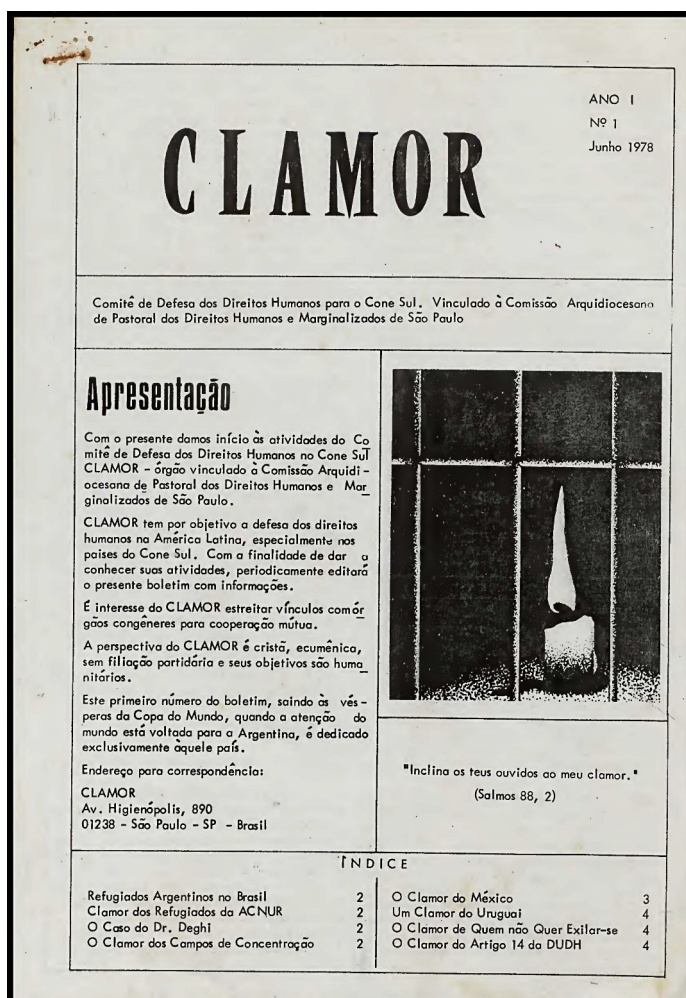 CLAMOR
ANO I
Nº 1
Junho 1978
Comitê de Defesa dos Direitos Humanos para o Cone Sul. Vinculado à Comissão Arquidiocesana
de Pastoral dos Direitos Humanos e Marginalizados de São Paulo
Apresentação
Com o presente damos início às atividades do Co
mitê de Defesa dos Direitos Humanos no Cone Sul
CLAMOR - órgão vinculado à Comissão Arquidi-
ocesana de Pastoral dos Direitos Humanos e Mar_
ginalizados de São Paulo.
CLAMOR tem por objetivo a defesa dos direitos
humanos na América Latina, especialmente nos
paises do Cone Sul. Com a finalidade de dar a
conhecer suas atividades, periodicamente editará
o presente boletim com informações.
É interesse do CLAMOR estreitar vínculos com ór_
gãos congêneres para cooperação mútua.
A perspectiva do CLAMOR é cristã, ecumênica,
sem filiação partidária e seus objetivos são huma_
nitários.
Este primeiro número do boletim, saindo às vés-
peras da Copa do Mundo, quando a atenção do
mundo está voltada para a Argentina, é dedicado
exclusivamente àquele país.
Endereço para correspondência:
CLAMOR
Av. Higienópolis, 890
01238 - São Paulo - SP - Brasil
"Inclina os teus ouvidos ao meu clamor."
(Salmos 88, 2)
ÍNDICE
Refugiados Argentinos no Brasil 2
Clamor dos Refugiados da ACNUR 2
O Caso do Dr. Deghi 2
O Clamor dos Campos de Concentração 2
O Clamor do México 3
Um Clamor do Uruguai 4
O Clamor de Quem não Quer Exilar-se 4
O Clamor do Artigo 14 da DUDH 4